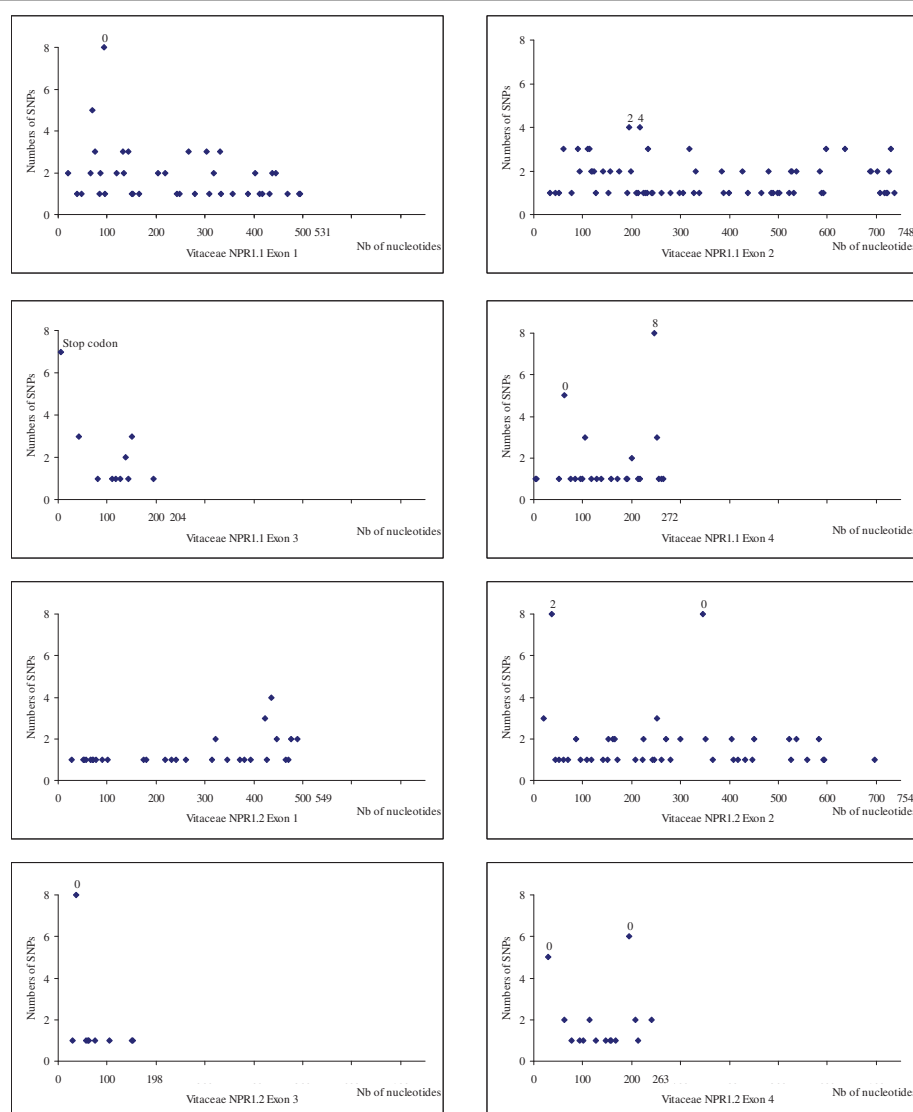 0
8
6
4
2
0
Numbers of SNPs
0 100 200 300 400 500 531
Nb of nucleotides
Vitaceae NPR1.1 Exon 1
2 4
8
6
4
2
0
Numbers of SNPs
0 100 200 300 400 500 600 700 748
Nb of nucleotides
Vitaceae NPR1.1 Exon 2
8
Stop codon
6
4
2
0
Numbers of SNPs
0 100 200 204
Nb of nucleotides
Vitaceae NPR1.1 Exon 3
8
0
8
6
4
2
0
Numbers of SNPs
0 100 200 272
Nb of nucleotides
Vitaceae NPR1.1 Exon 4
8
6
4
2
0
Numbers of SNPs
0 100 200 300 400 500 549
Nb of nucleotides
Vitaceae NPR1.2 Exon 1
2 0
8
6
4
2
0
Numbers of SNPs
0 100 200 300 400 500 600 700 754
Nb of nucleotides
Vitaceae NPR1.2 Exon 2
0
8
6
4
2
0
Numbers of SNPs
0 100 198
Nb of nucleotides
Vitaceae NPR1.2 Exon 3
0 0
8
6
4
2
0
Numbers of SNPs
0 100 200 263
Nb of nucleotides
Vitaceae NPR1.2 Exon 4